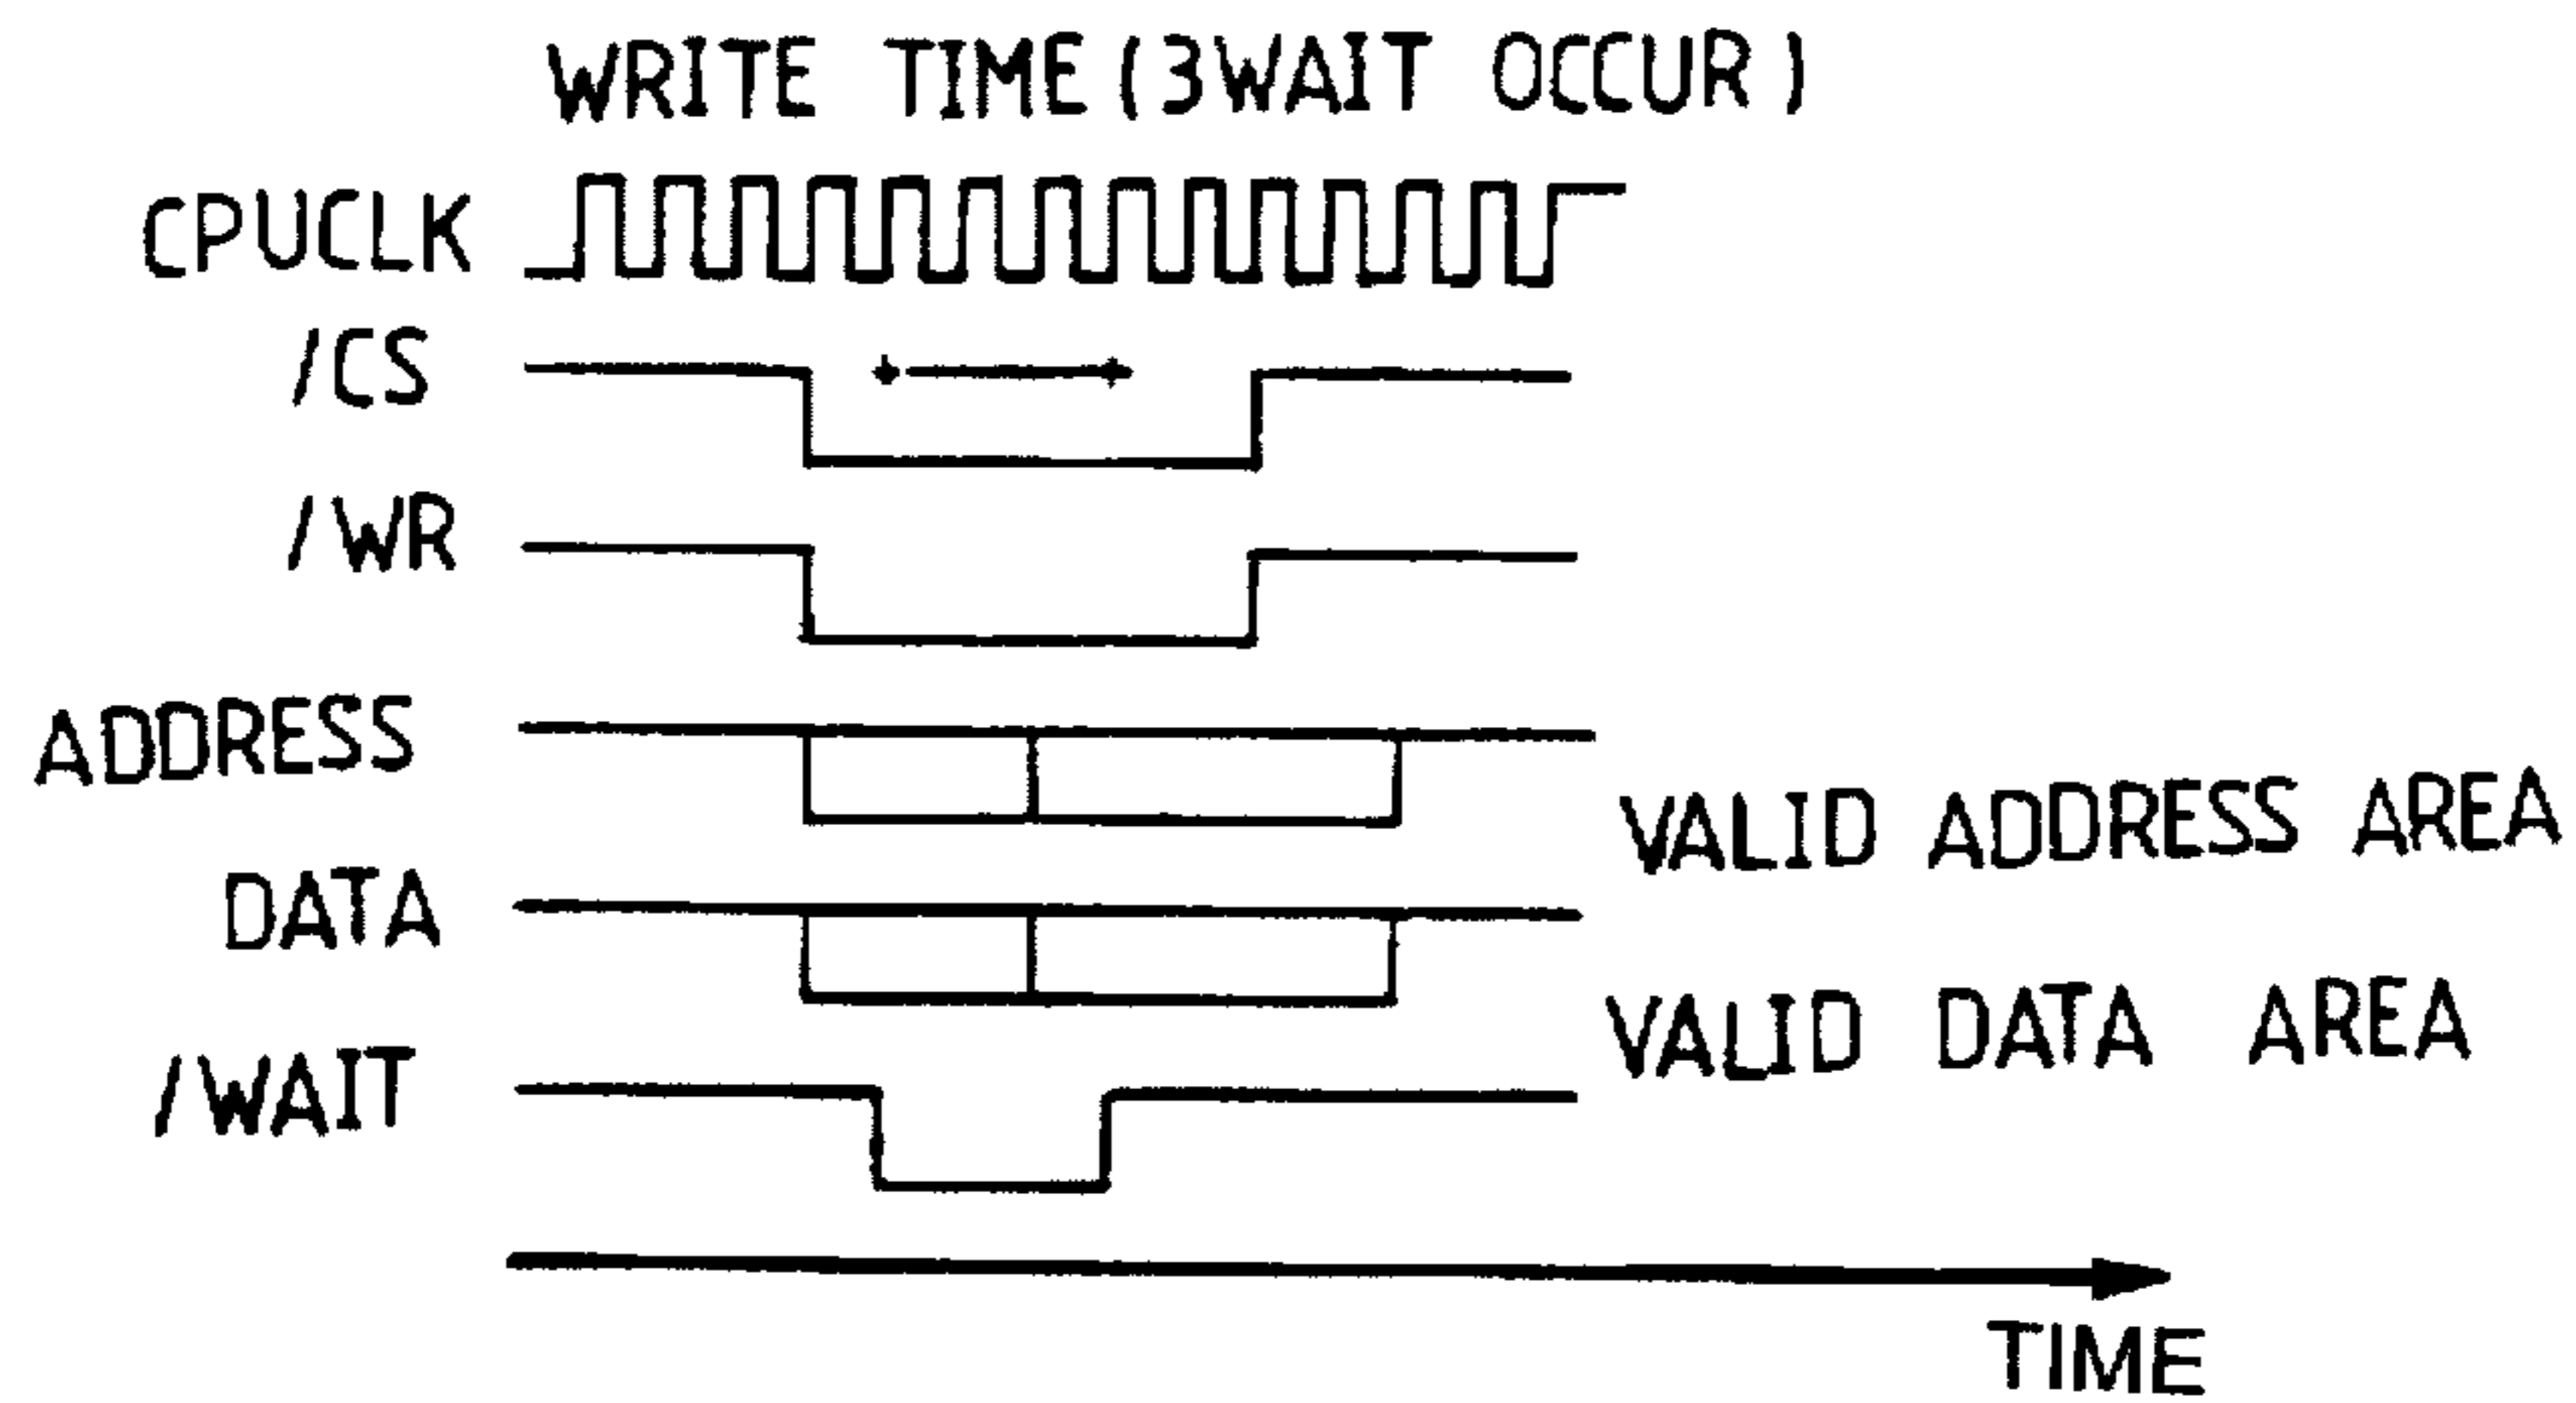 WRITE TIME (3WAIT OCCUR)
CPUCLK
/CS
/WR
ADDRESS
VALID ADDRESS AREA
DATA
VALID DATA AREA
/WAIT
TIME